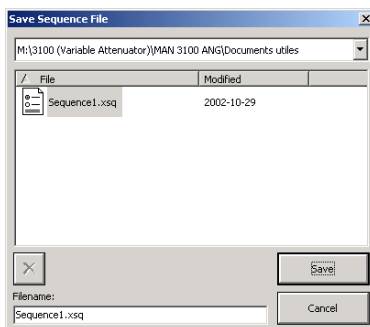 Save Sequence File
M:\3100 (Variable Attenuator)\MAN 3100 ANG\Documents utiles
File Modified
Sequence1.xsq 2002-10-29
Save
Filename:
Sequence1.xsq
Cancel